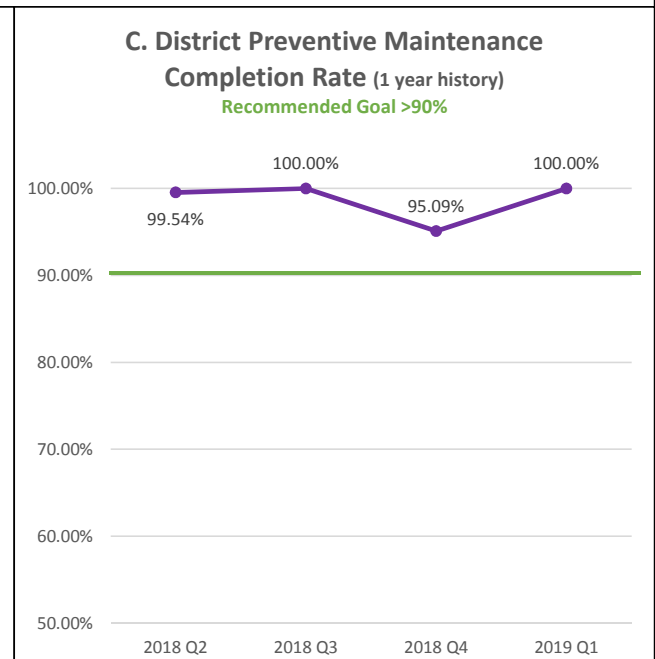 C. District Preventive Maintenance
Completion Rate (1 year history)
Recommended Goal >90%
100.00%
100.00%
100.00%
95.09%
99.54%
90.00%
80.00%
70.00%
60.00%
50.00%
2018 Q2
2018 Q3
2018 Q4
2019 Q1